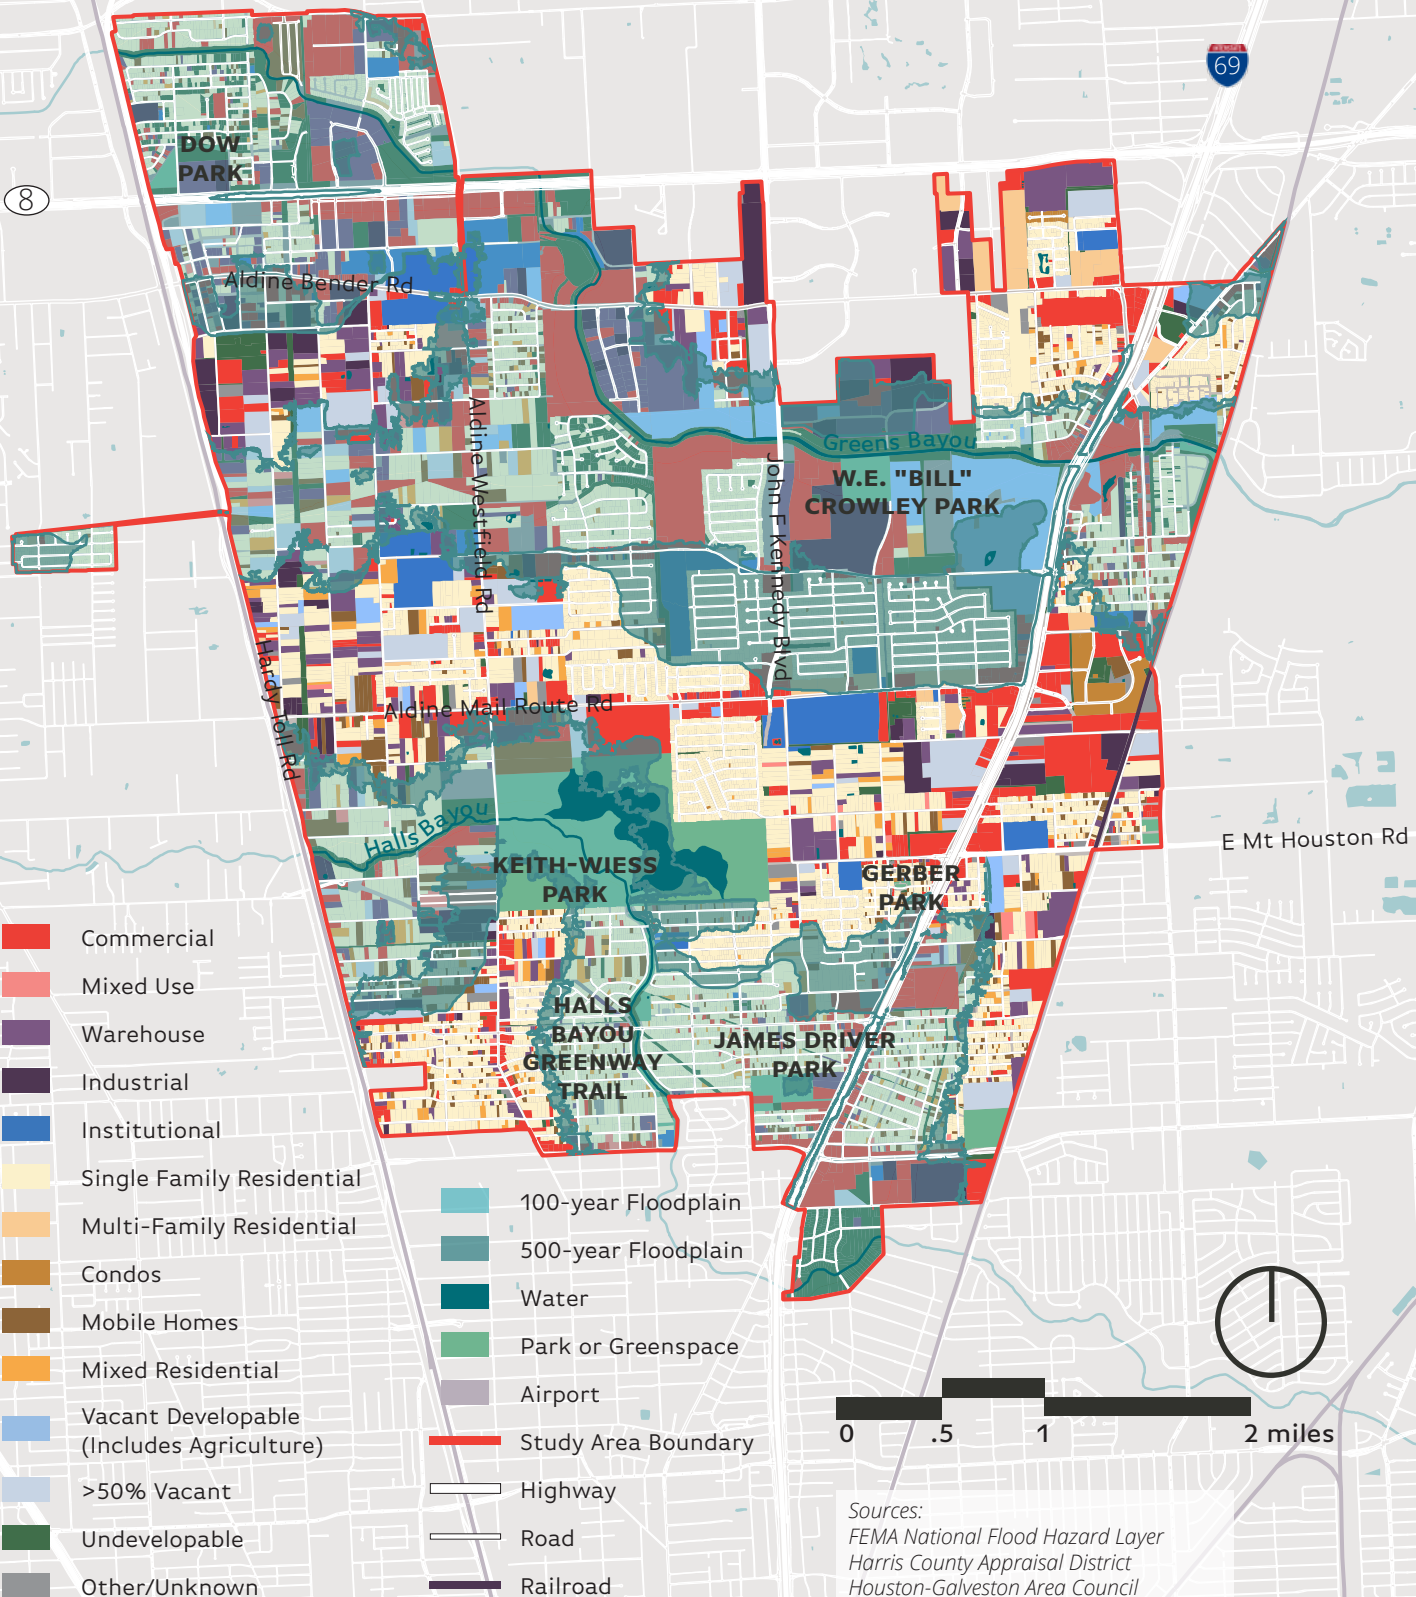 69
DOW
PARK
8
Aldine Bender Rd
Aldine Westfield Rd
Greens Bayou
W.E. "BILL"
CROWLEY PARK
John F Kennedy Blvd
Hardy Toll Rd
Aldine Mail Route Rd
Halls Bayou
E Mt Houston Rd
KEITH-WIESS
PARK
GERBER
PARK
HALLS
BAYOU
GREENWAY
TRAIL
JAMES DRIVER
PARK
Commercial
Mixed Use
Warehouse
Industrial
Institutional
Single Family Residential
Multi-Family Residential
Condos
Mobile Homes
Mixed Residential
Vacant Developable
(Includes Agriculture)
>50% Vacant
Undevelopable
Other/Unknown
100-year Floodplain
500-year Floodplain
Water
Park or Greenspace
Airport
Study Area Boundary
Highway
Road
Railroad
0 .5 1 2 miles
Sources:
FEMA National Flood Hazard Layer
Harris County Appraisal District
Houston-Galveston Area Council